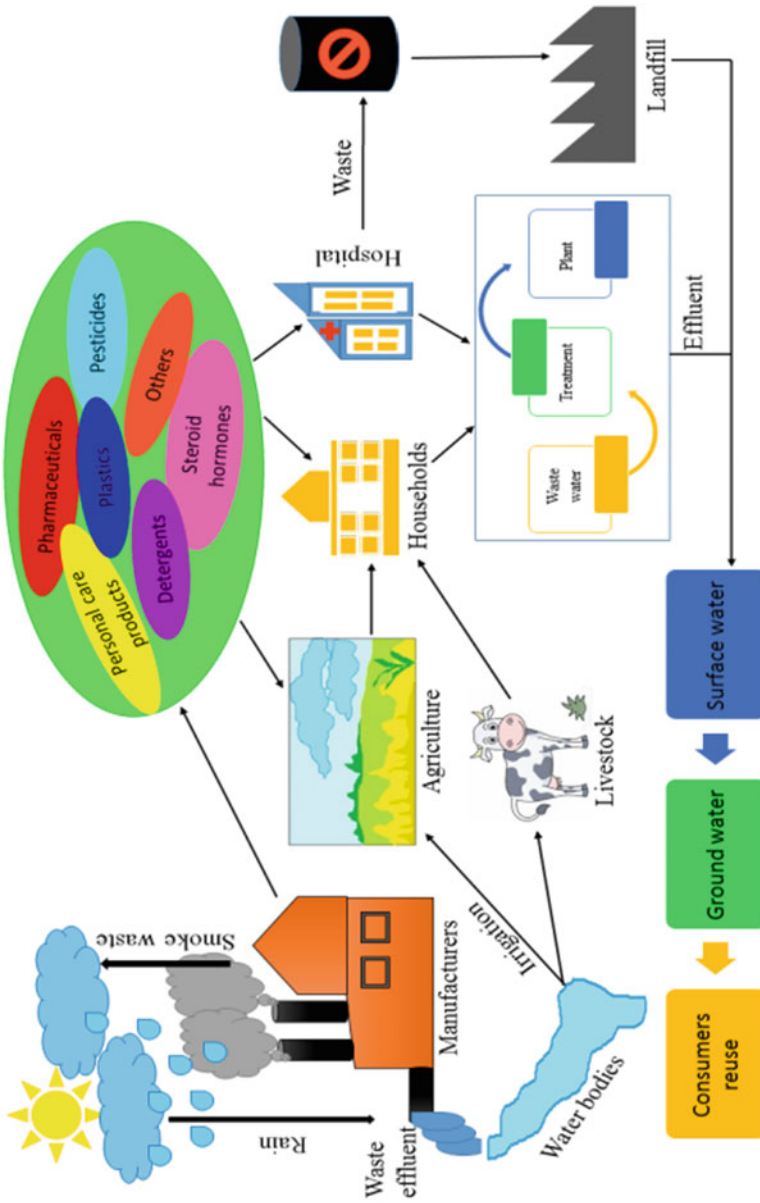 Smoke waste
Rain
Waste
effluent
Manufacturers
Water bodies
Irrigation
Pharmaceuticals
Personal care
products
Plastics
Pesticides
Detergents
Others
Steroid
hormones
Agriculture
Livestock
Households
Hospital
Waste
Landfill
Waste
water
Treatment
Plant
Effluent
Surface water
Ground water
Consumers
reuse